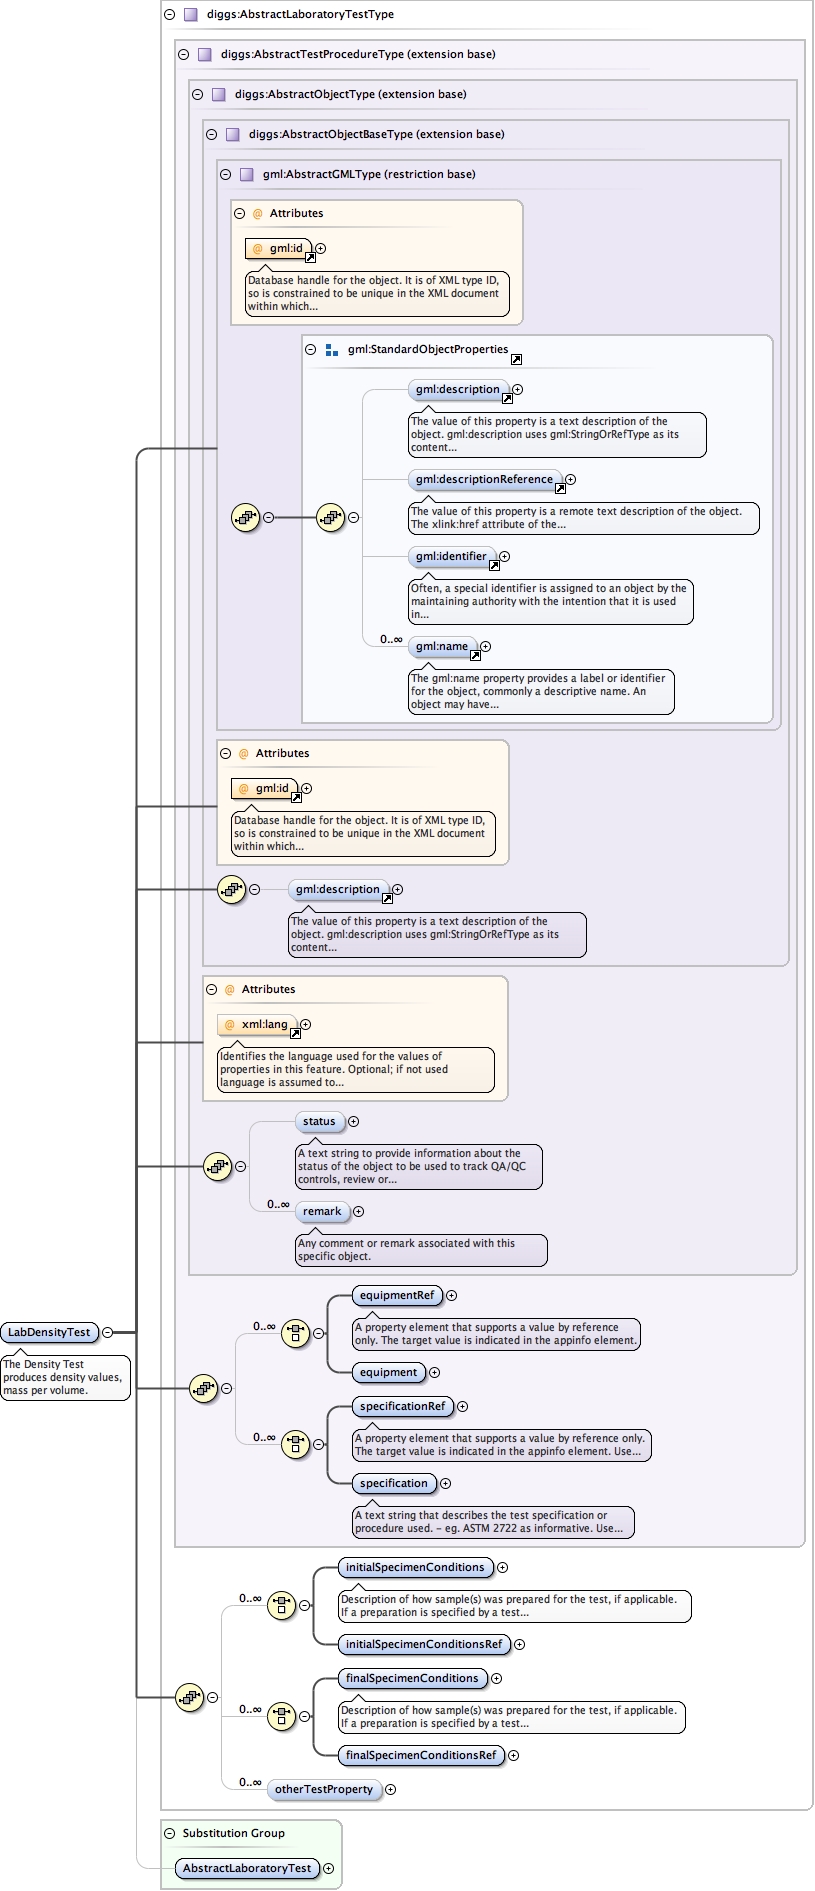 diggs:AbstractLaboratoryTestType
diggs:AbstractTestProcedureType (extension base)
diggs:AbstractObjectType (extension base)
diggs:AbstractObjectBaseType (extension base)
gml:AbstractGMLType (restriction base)
@ Attributes
@ gml:id
Database handle for the object. It is of XML type ID,
so is constrained to be unique in the XML document
within which...
gml:StandardObjectProperties
gml:description
The value of this property is a text description of the
object. gml:description uses gml:StringOrRefType as its
content...
gml:descriptionReference
The value of this property is a remote text description of the object.
The xlink:href attribute of the...
gml:identifier
Often, a special identifier is assigned to an object by the
maintaining authority with the intention that it is used
in...
0..∞
gml:name
The gml:name property provides a label or identifier
for the object, commonly a descriptive name. An
object may have...
@ Attributes
@ gml:id
Database handle for the object. It is of XML type ID,
so is constrained to be unique in the XML document
within which...
gml:description
The value of this property is a text description of the
object. gml:description uses gml:StringOrRefType as its
content...
@ Attributes
@ xml:lang
Identifies the language used for the values of
properties in this feature. Optional; if not used
language is assumed to...
status
A text string to provide information about the
status of the object to be used to track QA/QC
controls, review or...
0..∞
remark
Any comment or remark associated with this
specific object.
LabDensityTest
The Density Test
produces density values,
mass per volume.
0..∞
equipmentRef
A property element that supports a value by reference
only. The target value is indicated in the appinfo element.
equipment
0..∞
specificationRef
A property element that supports a value by reference only.
The target value is indicated in the appinfo element. Use...
specification
A text string that describes the test specification or
procedure used. – eg. ASTM 2722 as informative. Use...
0..∞
initialSpecimenConditions
Description of how sample(s) was prepared for the test, if applicable.
If a preparation is specified by a test...
initialSpecimenConditionsRef
0..∞
finalSpecimenConditions
Description of how sample(s) was prepared for the test, if applicable.
If a preparation is specified by a test...
finalSpecimenConditionsRef
0..∞
otherTestProperty
Substitution Group
AbstractLaboratoryTest